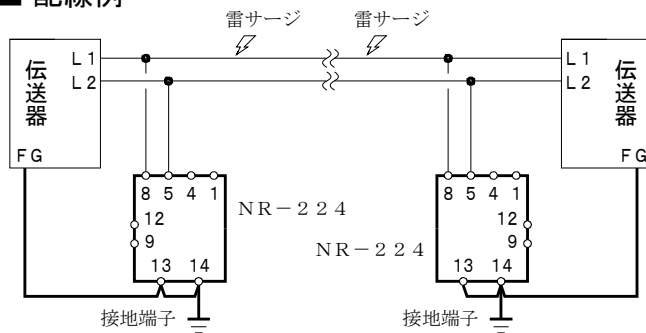 ■ 配線例
雷サージ 雷サージ
L1 L1
伝送器 L2 L2 伝送器
FG FG
8 5 4 1 8 5 4 1
12 NR－224 12
9 NR－224 9
13 14 13 14
接地端子 接地端子